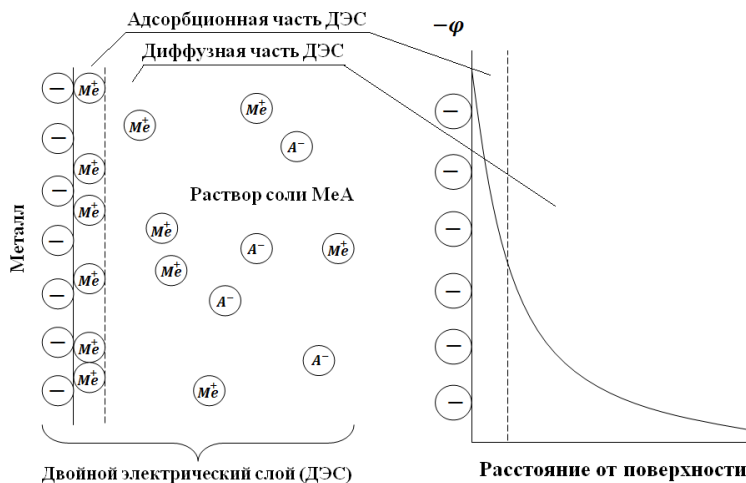 Адсорбционная часть ДЭС
Диффузная часть ДЭС
−φ
Металл
− Me⁺
−
− Me⁺
− Me⁺
− Me⁺
−
− Me⁺
− Me⁺
Me⁺
Me⁺
A⁻
Раствор соли МеА
Me⁺
A⁻
Me⁺
Me⁺
A⁻
A⁻
Me⁺
−
−
−
−
−
−
Двойной электрический слой (ДЭС)
Расстояние от поверхности